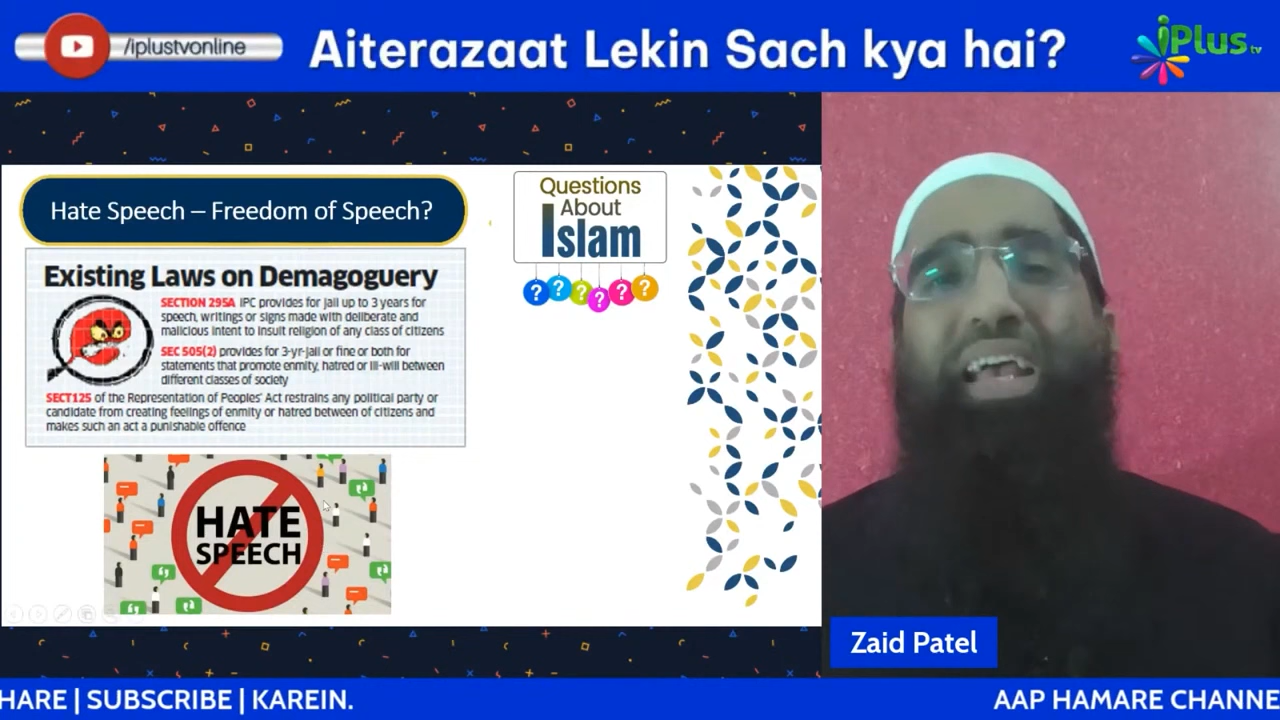 /iplustvonline
Aiterazaat Lekin Sach kya hai?
iPlus tv
Hate Speech – Freedom of Speech?
Questions
About
Islam
Existing Laws on Demagoguery
SECTION 295A IPC provides for jail up to 3 years for
speech, writings or signs made with deliberate and
malicious intent to insult religion of any class of citizens
SEC 505(2) provides for 3-yr-jail or fine or both for
statements that promote enmity, hatred or ill-will between
different classes of society
SECT125 of the Representation of Peoples' Act restrains any political party or
candidate from creating feelings of enmity or hatred between of citizens and
makes such an act a punishable offence
? ? ? ? ? ?
HATE
SPEECH
Zaid Patel
HARE | SUBSCRIBE | KAREIN.
AAP HAMARE CHANNE